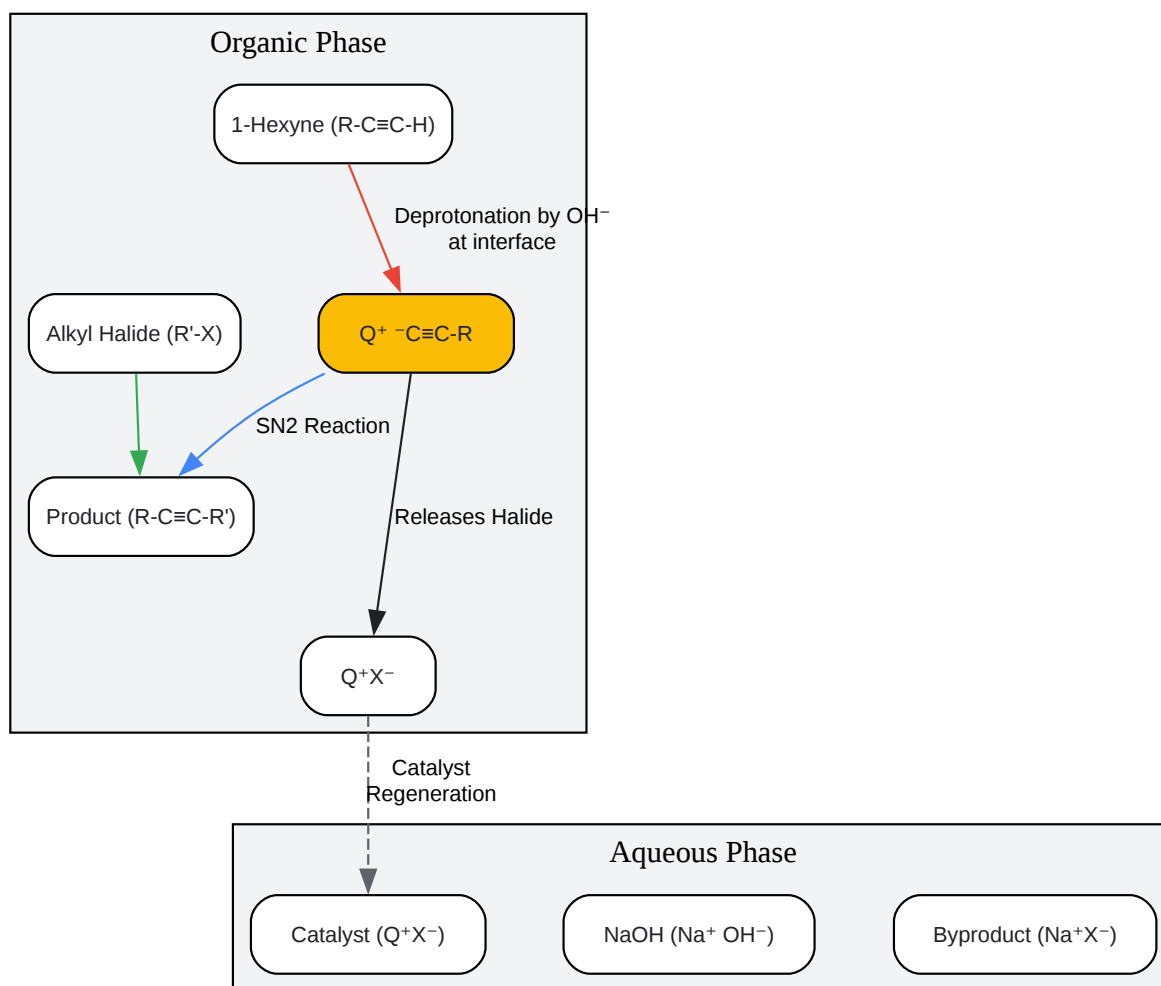 Organic Phase
1-Hexyne (R-C≡C-H)
Deprotonation by OH⁻
at interface
Alkyl Halide (R'-X)
Q⁺ ⁻C≡C-R
SN2 Reaction
Product (R-C≡C-R')
Releases Halide
Q⁺X⁻
Catalyst
Regeneration
Aqueous Phase
Catalyst (Q⁺X⁻)
NaOH (Na⁺ OH⁻)
Byproduct (Na⁺X⁻)